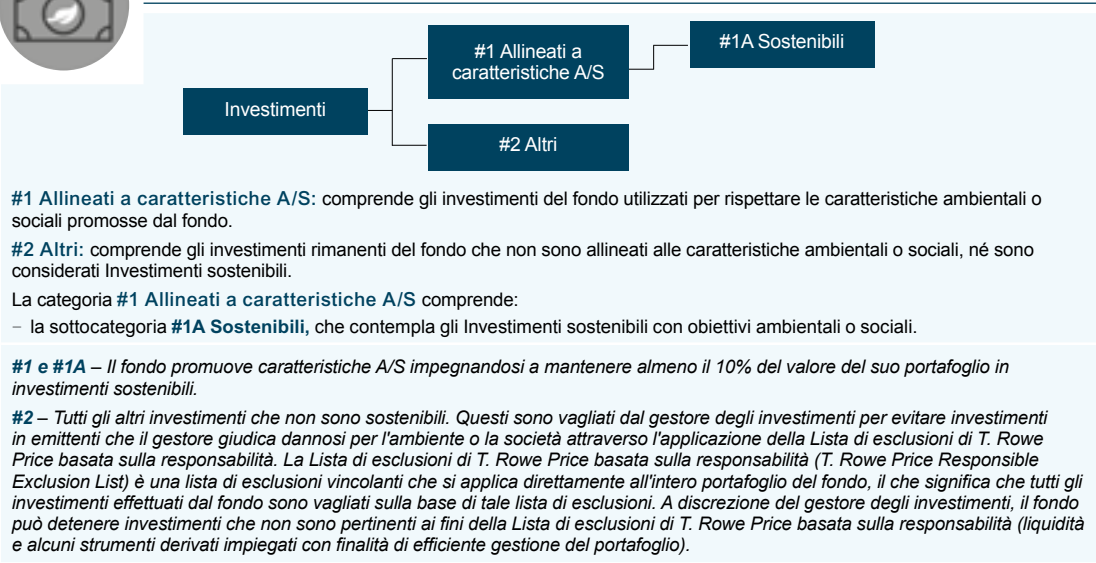 #1 Allineati a
caratteristiche A/S
#1A Sostenibili
Investimenti
#2 Altri
#1 Allineati a caratteristiche A/S: comprende gli investimenti del fondo utilizzati per rispettare le caratteristiche ambientali o
sociali promosse dal fondo.
#2 Altri: comprende gli investimenti rimanenti del fondo che non sono allineati alle caratteristiche ambientali o sociali, né sono
considerati Investimenti sostenibili.
La categoria #1 Allineati a caratteristiche A/S comprende:
– la sottocategoria #1A Sostenibili, che contempla gli Investimenti sostenibili con obiettivi ambientali o sociali.
#1 e #1A – Il fondo promuove caratteristiche A/S impegnandosi a mantenere almeno il 10% del valore del suo portafoglio in
investimenti sostenibili.
#2 – Tutti gli altri investimenti che non sono sostenibili. Questi sono vagliati dal gestore degli investimenti per evitare investimenti
in emittenti che il gestore giudica dannosi per l'ambiente o la società attraverso l'applicazione della Lista di esclusioni di T. Rowe
Price basata sulla responsabilità. La Lista di esclusioni di T. Rowe Price basata sulla responsabilità (T. Rowe Price Responsible
Exclusion List) è una lista di esclusioni vincolanti che si applica direttamente all'intero portafoglio del fondo, il che significa che tutti gli
investimenti effettuati dal fondo sono vagliati sulla base di tale lista di esclusioni. A discrezione del gestore degli investimenti, il fondo
può detenere investimenti che non sono pertinenti ai fini della Lista di esclusioni di T. Rowe Price basata sulla responsabilità (liquidità
e alcuni strumenti derivati impiegati con finalità di efficiente gestione del portafoglio).